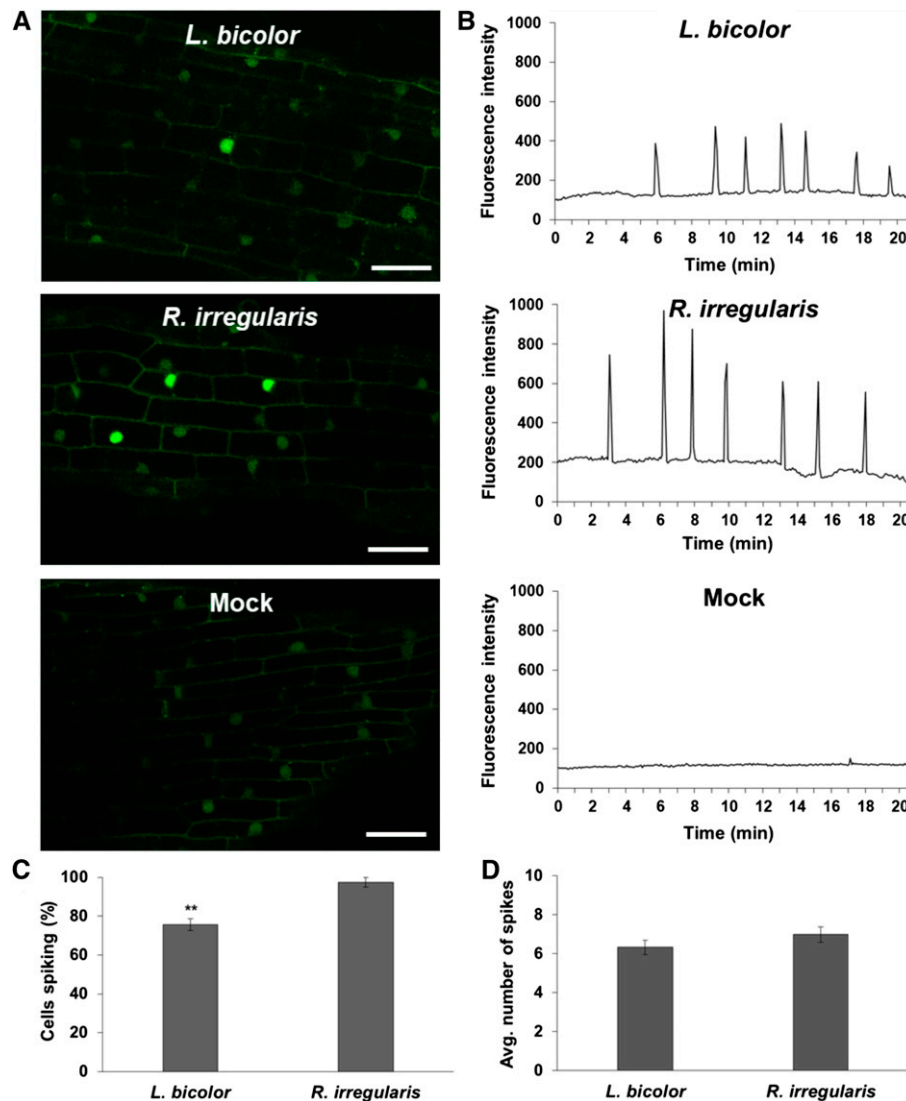 A
L. bicolor
R. irregularis
Mock
B
L. bicolor
Fluorescence intensity
1000
800
600
400
200
0
0 2 4 6 8 10 12 14 16 18 20
Time (min)
R. irregularis
Fluorescence intensity
1000
800
600
400
200
0
0 2 4 6 8 10 12 14 16 18 20
Time (min)
Mock
Fluorescence intensity
1000
800
600
400
200
0
0 2 4 6 8 10 12 14 16 18 20
Time (min)
C
Cells spiking (%)
100
80
60
40
20
0
**
L. bicolor R. irregularis
D
Avg. number of spikes
8
6
4
2
0
L. bicolor R. irregularis